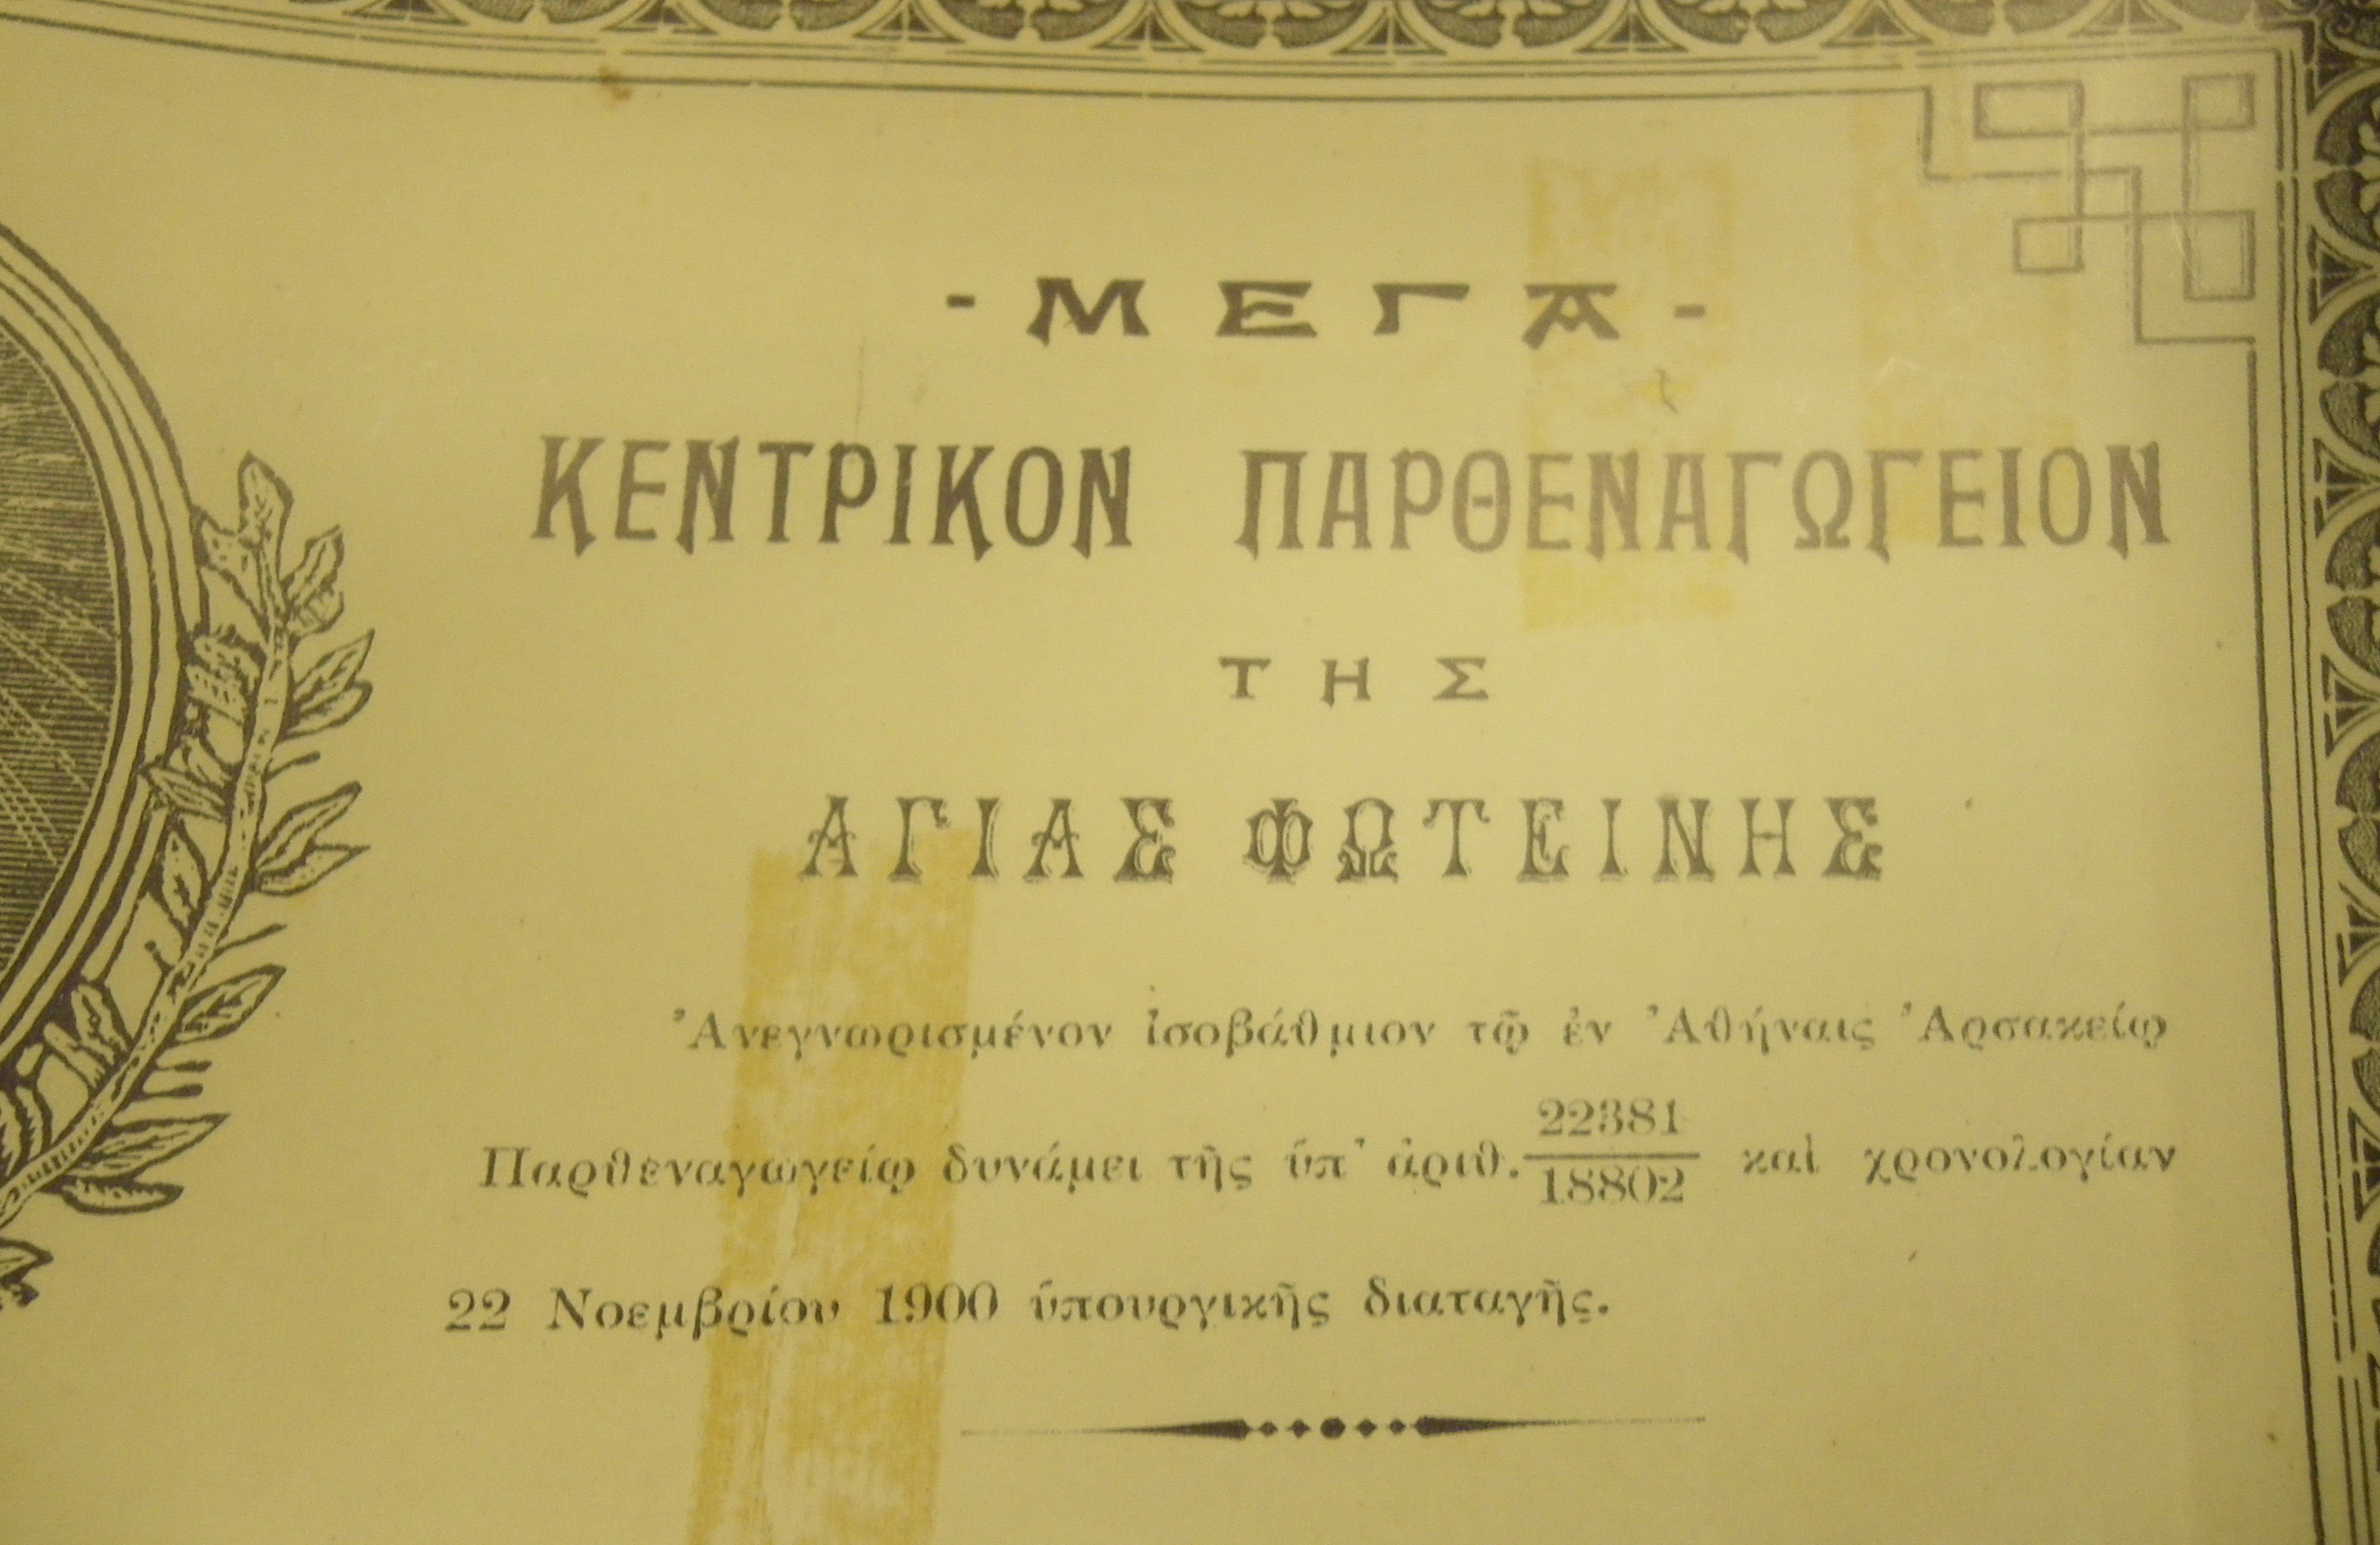 - ΜΕΓΑ -
ΚΕΝΤΡΙΚΟΝ ΠΑΡΘΕΝΑΓΩΓΕΙΟΝ
ΤΗΣ
ΑΓΙΑΣ ΦΩΤΕΙΝΗΣ
Ἀνεγνωρισμένον ἰσοβάθμιον τῷ ἐν Ἀθήναις Ἀρσακείῳ
Παρθεναγωγείῳ δυνάμει τῆς ὑπ' ἀριθ. 22381/18802 καὶ χρονολογίαν
22 Νοεμβρίου 1900 ὑπουργικῆς διαταγῆς.